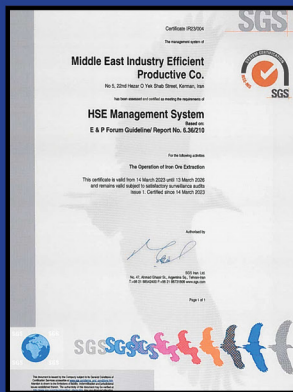 SGS
Certificate IR23/004
The management system of
Middle East Industry Efficient
Productive Co.
No 5, 22nd Hezar O Yek Shab Street, Kerman, Iran
has been assessed and certified as meeting the requirements of
HSE Management System
Based on:
E & P Forum Guideline/ Report No. 6.36/210
For the following activities
The Operation of Iron Ore Extraction
This certificate is valid from 14 March 2023 until 13 March 2026
and remains valid subject to satisfactory surveillance audits
Issue 1. Certified since 14 March 2023
Authorised by
SGS Iran Ltd.
Page 1 of 1
SGS
SGS